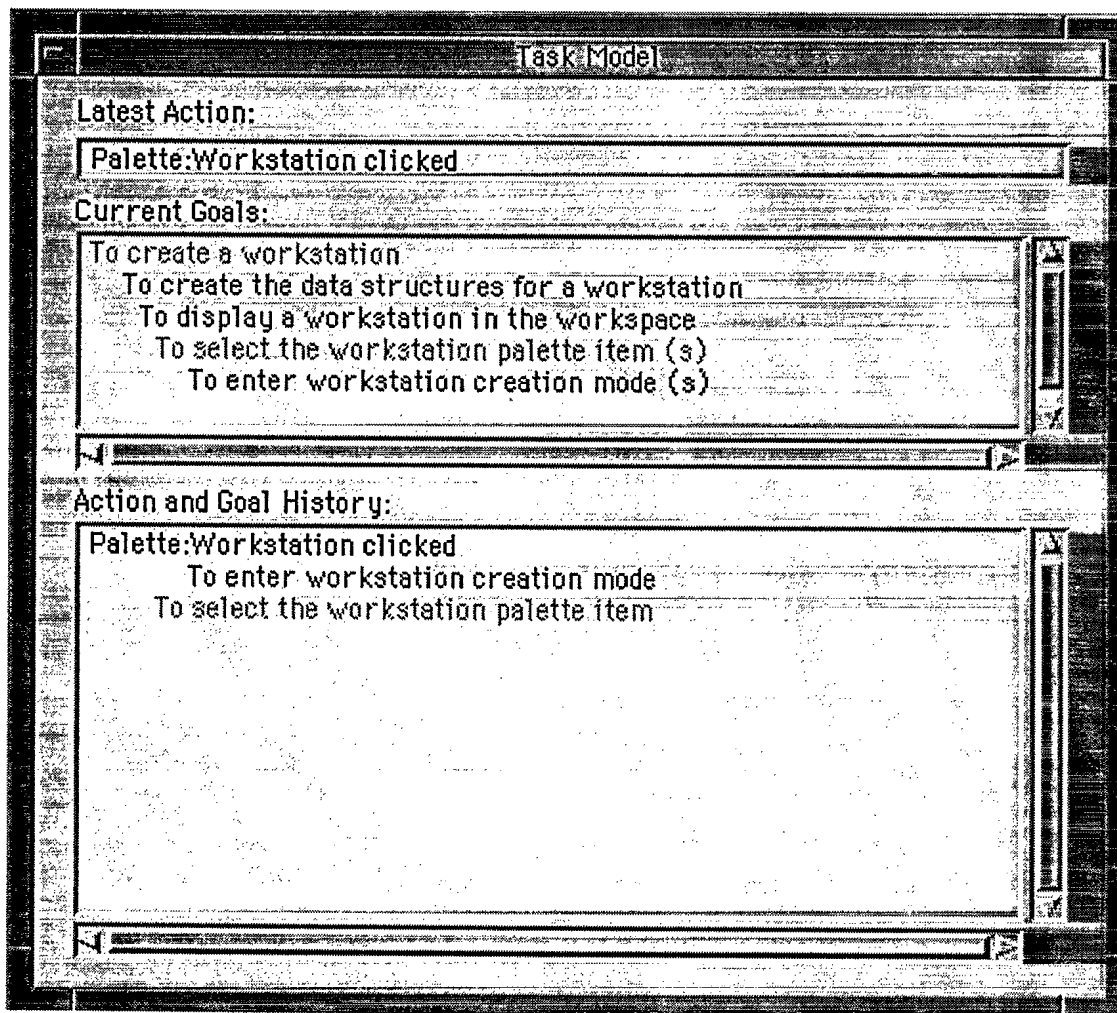 Task Model
Latest Action:
Palette:Workstation clicked
Current Goals:
To create a workstation
To create the data structures for a workstation
To display a workstation in the workspace
To select the workstation palette item (s)
To enter workstation creation mode (s)
Action and Goal History:
Palette:Workstation clicked
To enter workstation creation mode
To select the workstation palette item